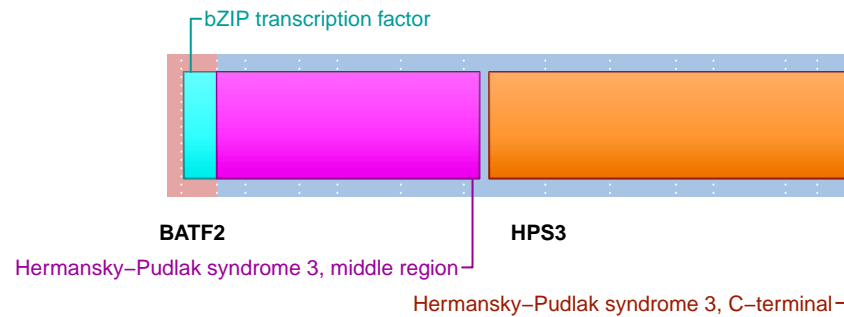 bZIP transcription factor
BATF2
HPS3
Hermansky−Pudlak syndrome 3, middle region
Hermansky−Pudlak syndrome 3, C−terminal